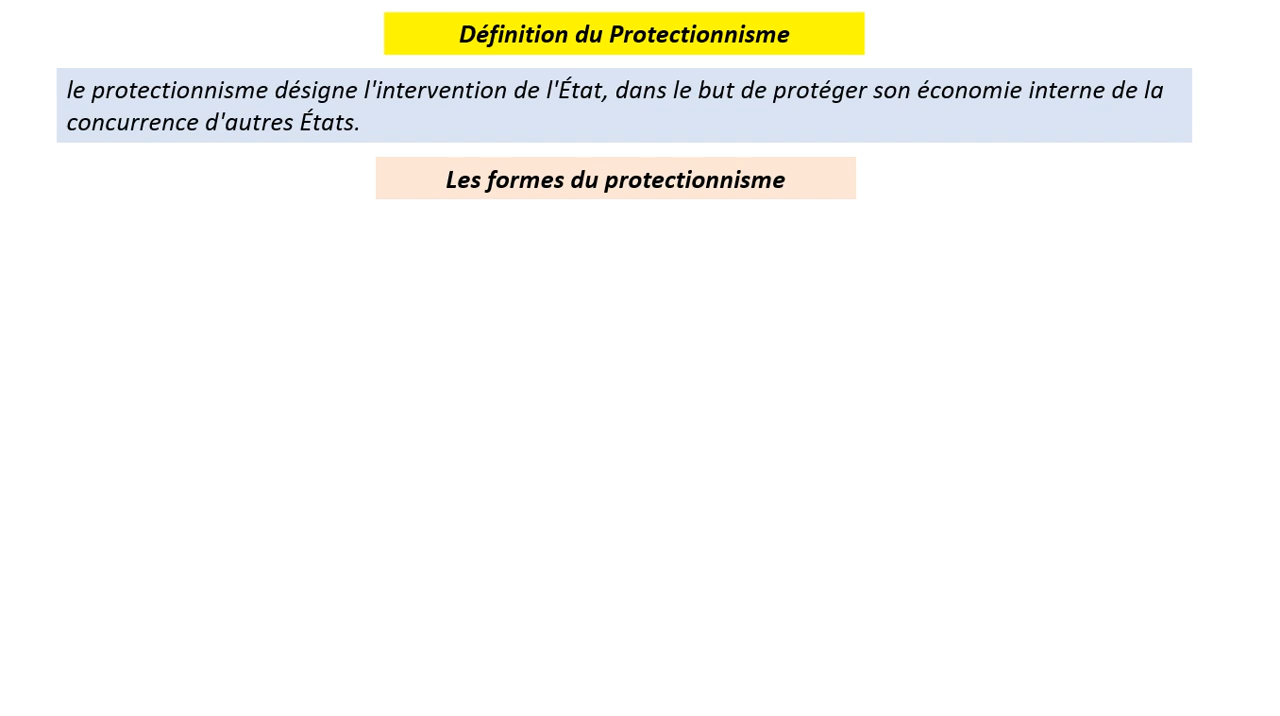 Définition du Protectionnisme
le protectionnisme désigne l'intervention de l'État, dans le but de protéger son économie interne de la
concurrence d'autres États.
Les formes du protectionnisme